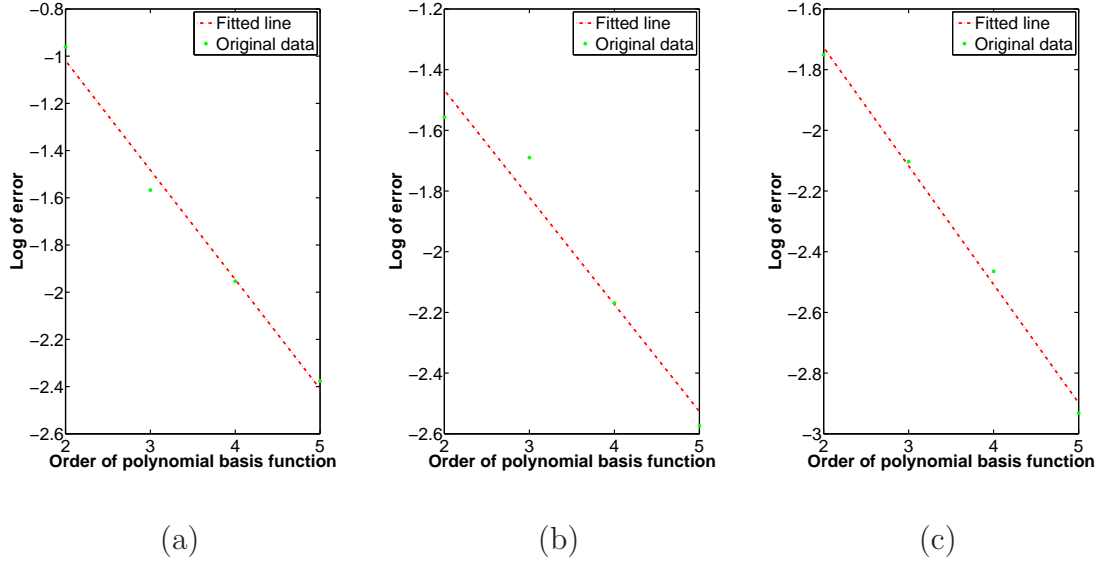 −0.8
−1
−1.2
−1.4
−1.6
−1.8
−2
−2.2
−2.4
−2.6
2
3
4
5
Log of error
Order of polynomial basis function
Fitted line
Original data
(a)
−1.2
−1.4
−1.6
−1.8
−2
−2.2
−2.4
−2.6
2
3
4
5
Log of error
Order of polynomial basis function
Fitted line
Original data
(b)
−1.6
−1.8
−2
−2.2
−2.4
−2.6
−2.8
−3
2
3
4
5
Log of error
Order of polynomial basis function
Fitted line
Original data
(c)